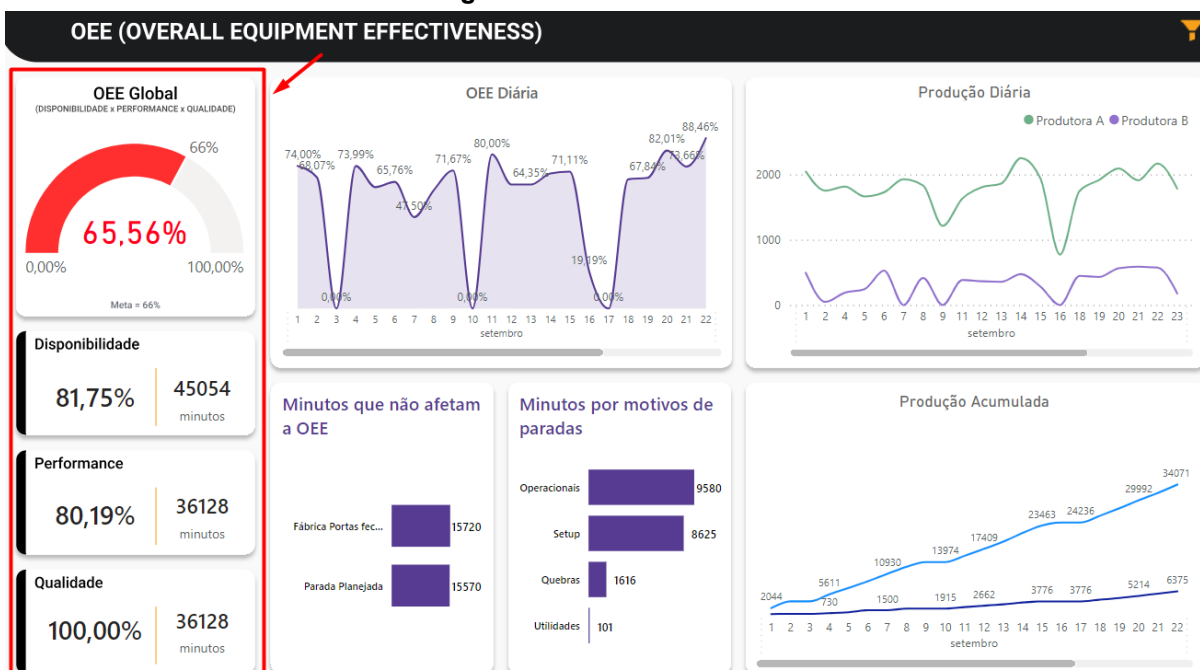 OEE (OVERALL EQUIPMENT EFFECTIVENESS)
OEE Global
(DISPONIBILIDADE x PERFORMANCE x QUALIDADE)
66%
65,56%
0,00%
100,00%
Meta = 66%
Disponibilidade
81,75%
45054
minutos
Performance
80,19%
36128
minutos
Qualidade
100,00%
36128
minutos
OEE Diária
74,00%
68,07%
0,00%
73,99%
65,76%
47,50%
71,67%
0,00%
80,00%
64,35%
71,11%
19,19%
0,00%
67,84%
82,01%
73,66%
88,46%
1 2 3 4 5 6 7 8 9 10 11 12 13 14 15 16 17 18 19 20 21 22
setembro
Produção Diária
Produtora A Produtora B
2000
1000
0
1 2 4 5 6 7 8 9 11 12 13 14 15 16 18 19 20 21 22 23
setembro
Minutos que não afetam
a OEE
Fábrica Portas fec... 15720
Parada Planejada 15570
Minutos por motivos de
paradas
Operacionais 9580
Setup 8625
Quebras 1616
Utilidades 101
Produção Acumulada
2044
5611
10930
13974
17409
23463
24236
29992
34071
730
1500
1915
2662
3776
3776
5214
6375
1 2 3 4 5 6 7 8 9 10 11 12 13 14 15 16 17 18 19 20 21 22
setembro